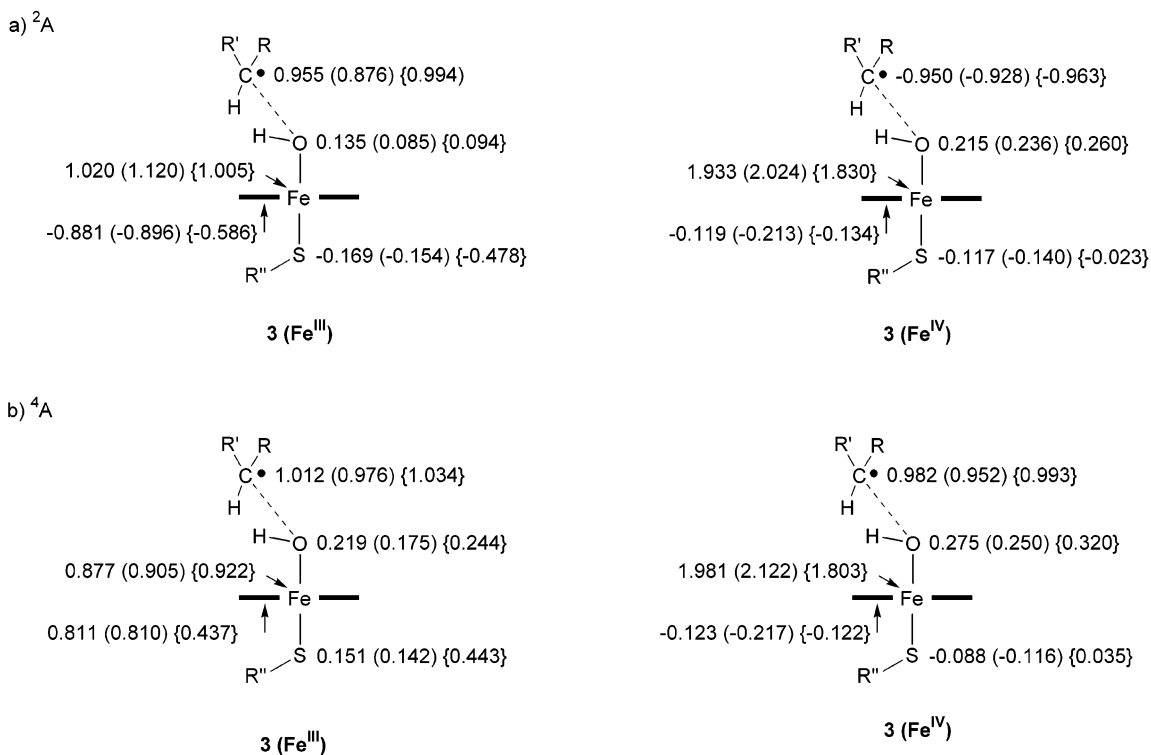 a) ²A
R' R
C• 0.955 (0.876) {0.994)
H
H O 0.135 (0.085) {0.094}
1.020 (1.120) {1.005}
Fe
-0.881 (-0.896) {-0.586}
S -0.169 (-0.154) {-0.478}
R"
3 (Fe^III)
R' R
C• -0.950 (-0.928) {-0.963}
H
H O 0.215 (0.236) {0.260}
1.933 (2.024) {1.830}
Fe
-0.119 (-0.213) {-0.134}
S -0.117 (-0.140) {-0.023}
R"
3 (Fe^IV)
b) ⁴A
R' R
C• 1.012 (0.976) {1.034}
H
H O 0.219 (0.175) {0.244}
0.877 (0.905) {0.922}
Fe
0.811 (0.810) {0.437}
S 0.151 (0.142) {0.443}
R"
3 (Fe^III)
R' R
C• 0.982 (0.952) {0.993}
H
H O 0.275 (0.250) {0.320}
1.981 (2.122) {1.803}
Fe
-0.123 (-0.217) {-0.122}
S -0.088 (-0.116) {0.035}
R"
3 (Fe^IV)